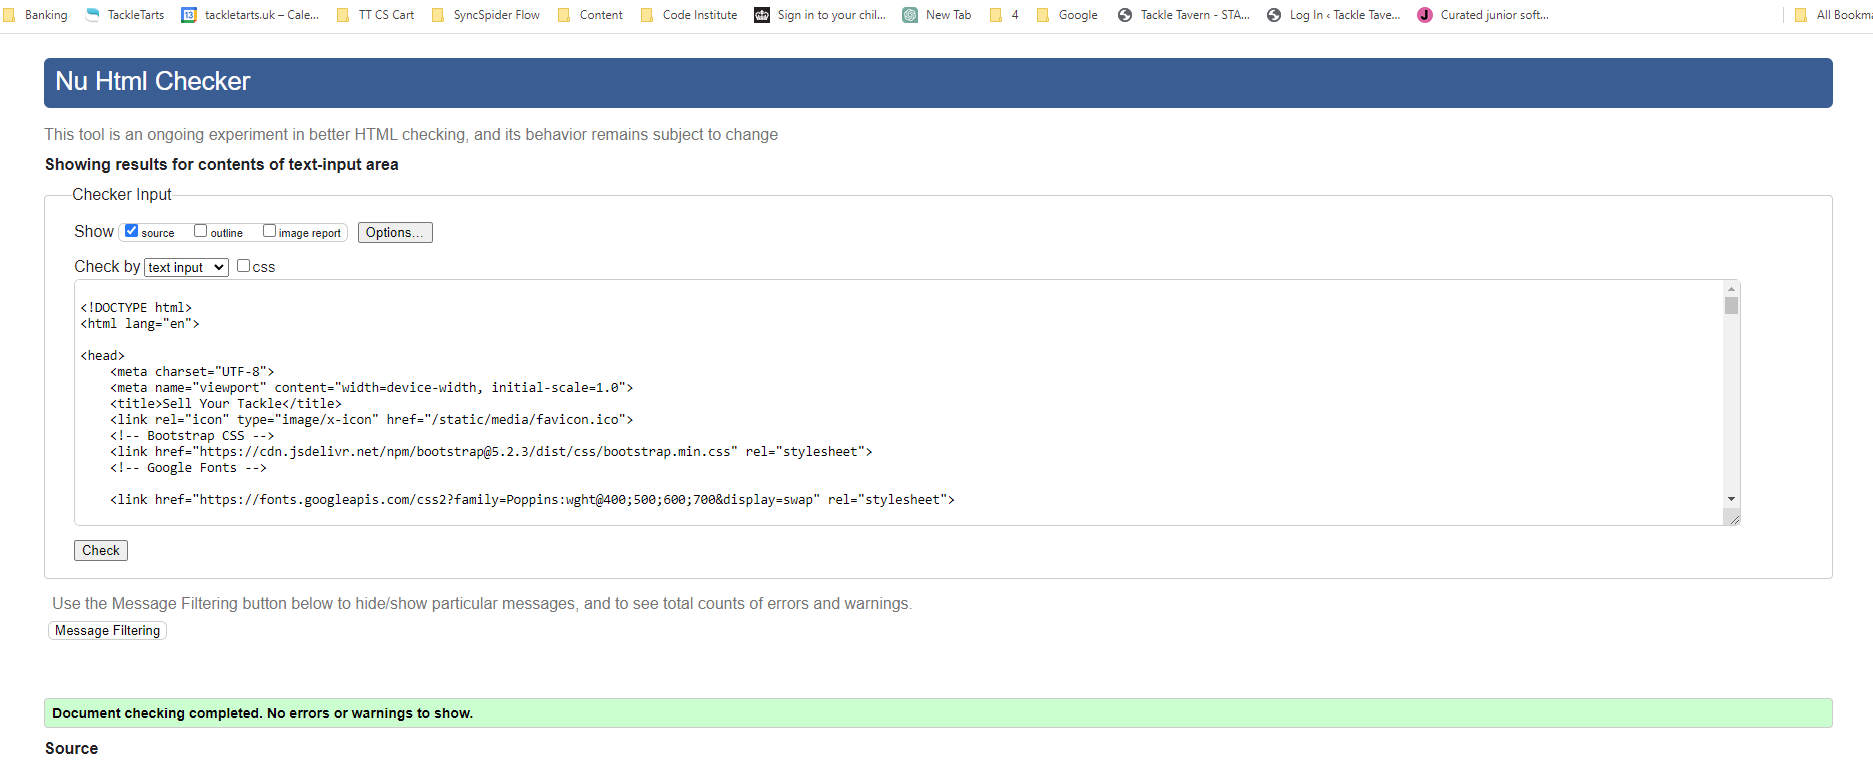 Banking TackleTarts 13 tackletarts.uk – Cale... TT CS Cart SyncSpider Flow Content Code Institute Sign in to your chil... New Tab 4 Google Tackle Tavern - STA... Log In ‹ Tackle Tave... J Curated junior soft... All Bookma
Nu Html Checker
This tool is an ongoing experiment in better HTML checking, and its behavior remains subject to change
Showing results for contents of text-input area
Checker Input
Show source outline image report Options...
Check by text input css
<!DOCTYPE html>
<html lang="en">
<head>
<meta charset="UTF-8">
<meta name="viewport" content="width=device-width, initial-scale=1.0">
<title>Sell Your Tackle</title>
<link rel="icon" type="image/x-icon" href="/static/media/favicon.ico">
<!-- Bootstrap CSS -->
<link href="https://cdn.jsdelivr.net/npm/bootstrap@5.2.3/dist/css/bootstrap.min.css" rel="stylesheet">
<!-- Google Fonts -->
<link href="https://fonts.googleapis.com/css2?family=Poppins:wght@400;500;600;700&display=swap" rel="stylesheet">
Check
Use the Message Filtering button below to hide/show particular messages, and to see total counts of errors and warnings.
Message Filtering
Document checking completed. No errors or warnings to show.
Source